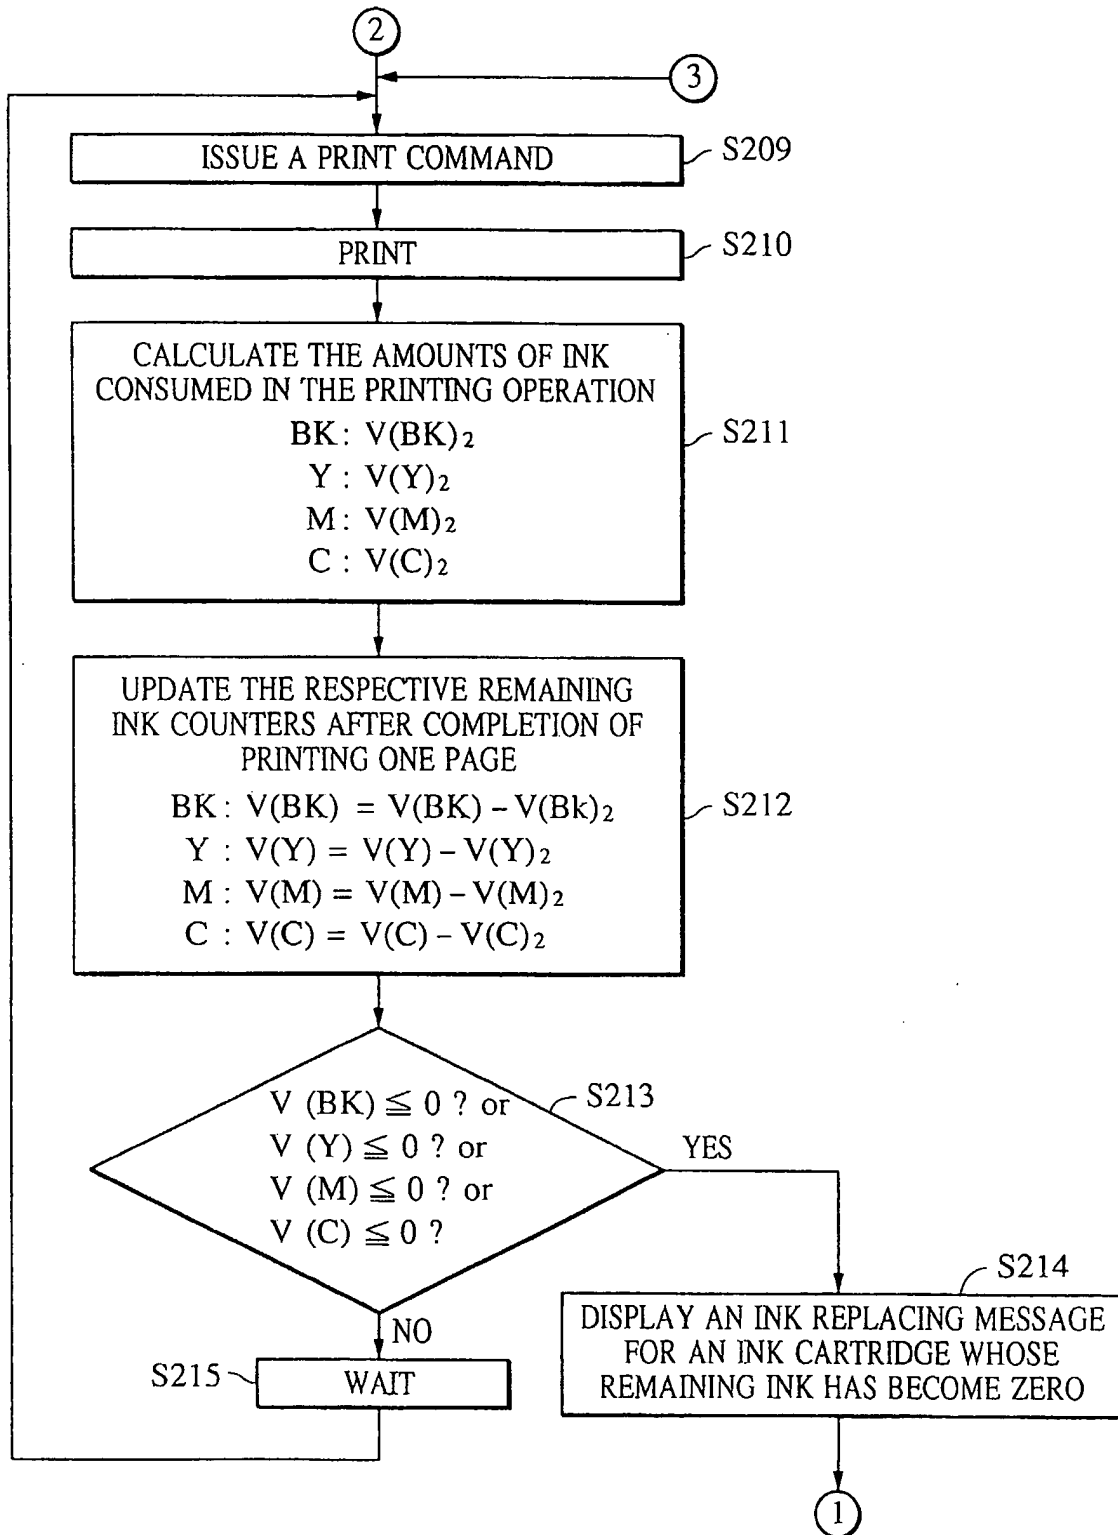 2
3
ISSUE A PRINT COMMAND
S209
PRINT
S210
CALCULATE THE AMOUNTS OF INK
CONSUMED IN THE PRINTING OPERATION
BK : V(BK)₂
Y : V(Y)₂
M : V(M)₂
C : V(C)₂
S211
UPDATE THE RESPECTIVE REMAINING
INK COUNTERS AFTER COMPLETION OF
PRINTING ONE PAGE
BK : V(BK) = V(BK) – V(Bk)₂
Y : V(Y) = V(Y) – V(Y)₂
M : V(M) = V(M) – V(M)₂
C : V(C) = V(C) – V(C)₂
S212
V (BK) ≦ 0 ? or
V (Y) ≦ 0 ? or
V (M) ≦ 0 ? or
V (C) ≦ 0 ?
S213
YES
NO
S214
DISPLAY AN INK REPLACING MESSAGE
FOR AN INK CARTRIDGE WHOSE
REMAINING INK HAS BECOME ZERO
S215
WAIT
1